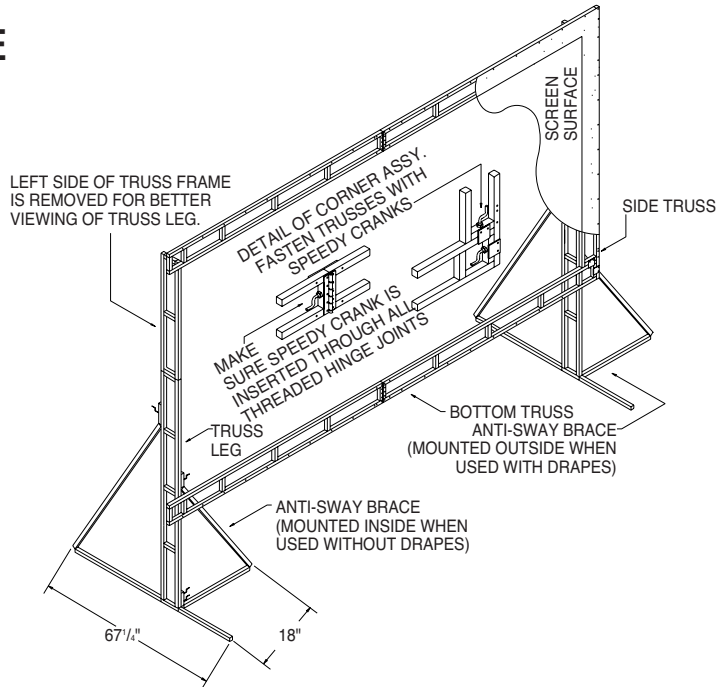 E
SCREEN
SURFACE
LEFT SIDE OF TRUSS FRAME
IS REMOVED FOR BETTER
VIEWING OF TRUSS LEG.
DETAIL OF CORNER ASSY.
FASTEN TRUSSES WITH
SPEEDY CRANKS
SIDE TRUSS
MAKE
SURE SPEEDY CRANK IS
INSERTED THROUGH ALL
THREADED HINGE JOINTS
TRUSS
LEG
BOTTOM TRUSS
ANTI-SWAY BRACE
(MOUNTED OUTSIDE WHEN
USED WITH DRAPES)
ANTI-SWAY BRACE
(MOUNTED INSIDE WHEN
USED WITHOUT DRAPES)
67 1/4"
18"